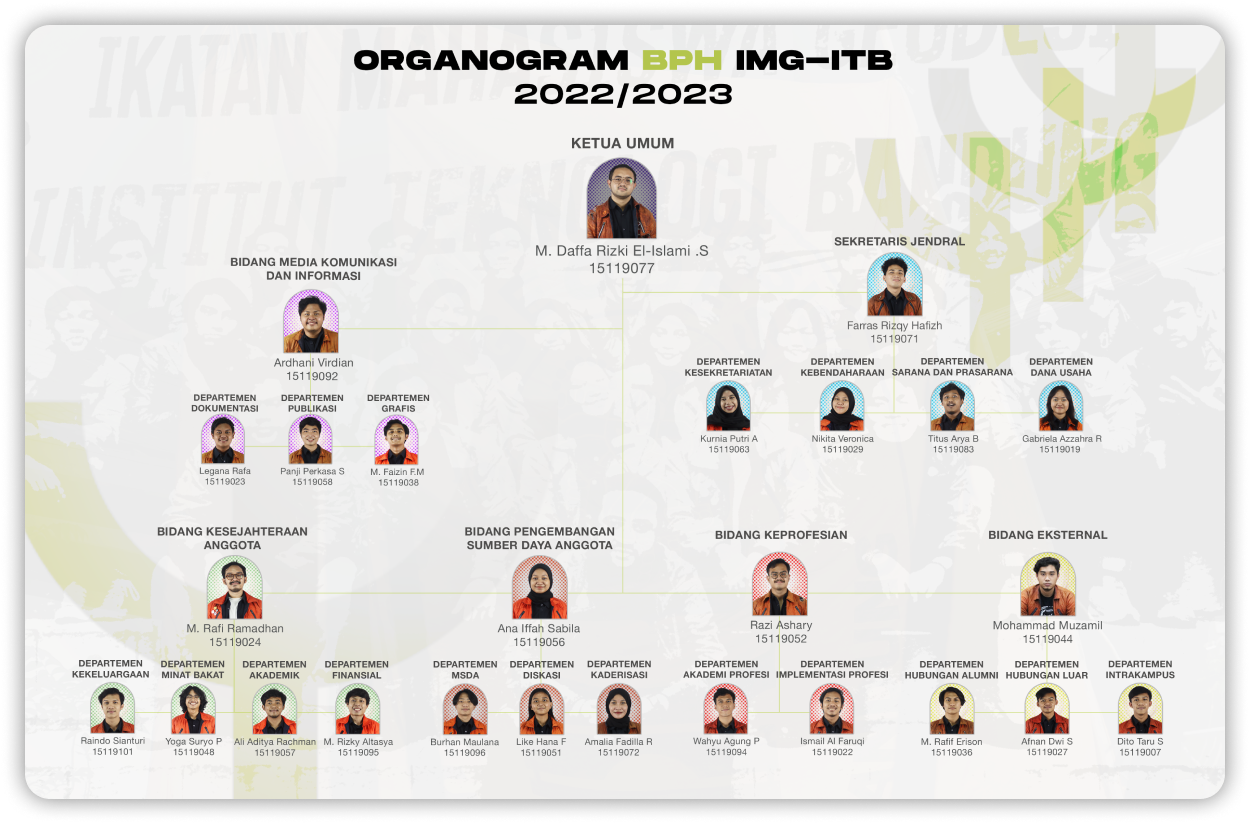 IKATAN MAHASISWA GEODESI
INSTITUT TEKNOLOGI BANDUNG
ORGANOGRAM BPH IMG-ITB
2022/2023
KETUA UMUM
M. Daffa Rizki El-Islami .S
15119077
SEKRETARIS JENDRAL
Farras Rizqy Hafizh
15119071
BIDANG MEDIA KOMUNIKASI
DAN INFORMASI
Ardhani Virdian
15119092
DEPARTEMEN
KESEKRETARIATAN
Kurnia Putri A
15119063
DEPARTEMEN
KEBENDAHARAAN
Nikita Veronica
15119029
DEPARTEMEN
SARANA DAN PRASARANA
Titus Arya B
15119083
DEPARTEMEN
DANA USAHA
Gabriela Azzahra R
15119019
DEPARTEMEN
DOKUMENTASI
Legana Rafa
15119023
DEPARTEMEN
PUBLIKASI
Panji Perkasa S
15119058
DEPARTEMEN
GRAFIS
M. Faizin F.M
15119038
BIDANG KESEJAHTERAAN
ANGGOTA
M. Rafi Ramadhan
15119024
BIDANG PENGEMBANGAN
SUMBER DAYA ANGGOTA
Ana Iffah Sabila
15119056
BIDANG KEPROFESIAN
Razi Ashary
15119052
BIDANG EKSTERNAL
Mohammad Muzamil
15119044
DEPARTEMEN
KEKELUARGAAN
Raindo Sianturi
15119101
DEPARTEMEN
MINAT BAKAT
Yoga Suryo P
15119048
DEPARTEMEN
AKADEMIK
Ali Aditya Rachman
15119057
DEPARTEMEN
FINANSIAL
M. Rizky Altasya
15119095
DEPARTEMEN
MSDA
Burhan Maulana
15119096
DEPARTEMEN
DISKASI
Like Hana F
15119051
DEPARTEMEN
KADERISASI
Amalia Fadilla R
15119072
DEPARTEMEN
AKADEMI PROFESI
Wahyu Agung P
15119094
DEPARTEMEN
IMPLEMENTASI PROFESI
Ismail Al Faruqi
15119022
DEPARTEMEN
HUBUNGAN ALUMNI
M. Rafif Erison
15119036
DEPARTEMEN
HUBUNGAN LUAR
Afnan Dwi S
15119027
DEPARTEMEN
INTRAKAMPUS
Dito Taru S
15119007